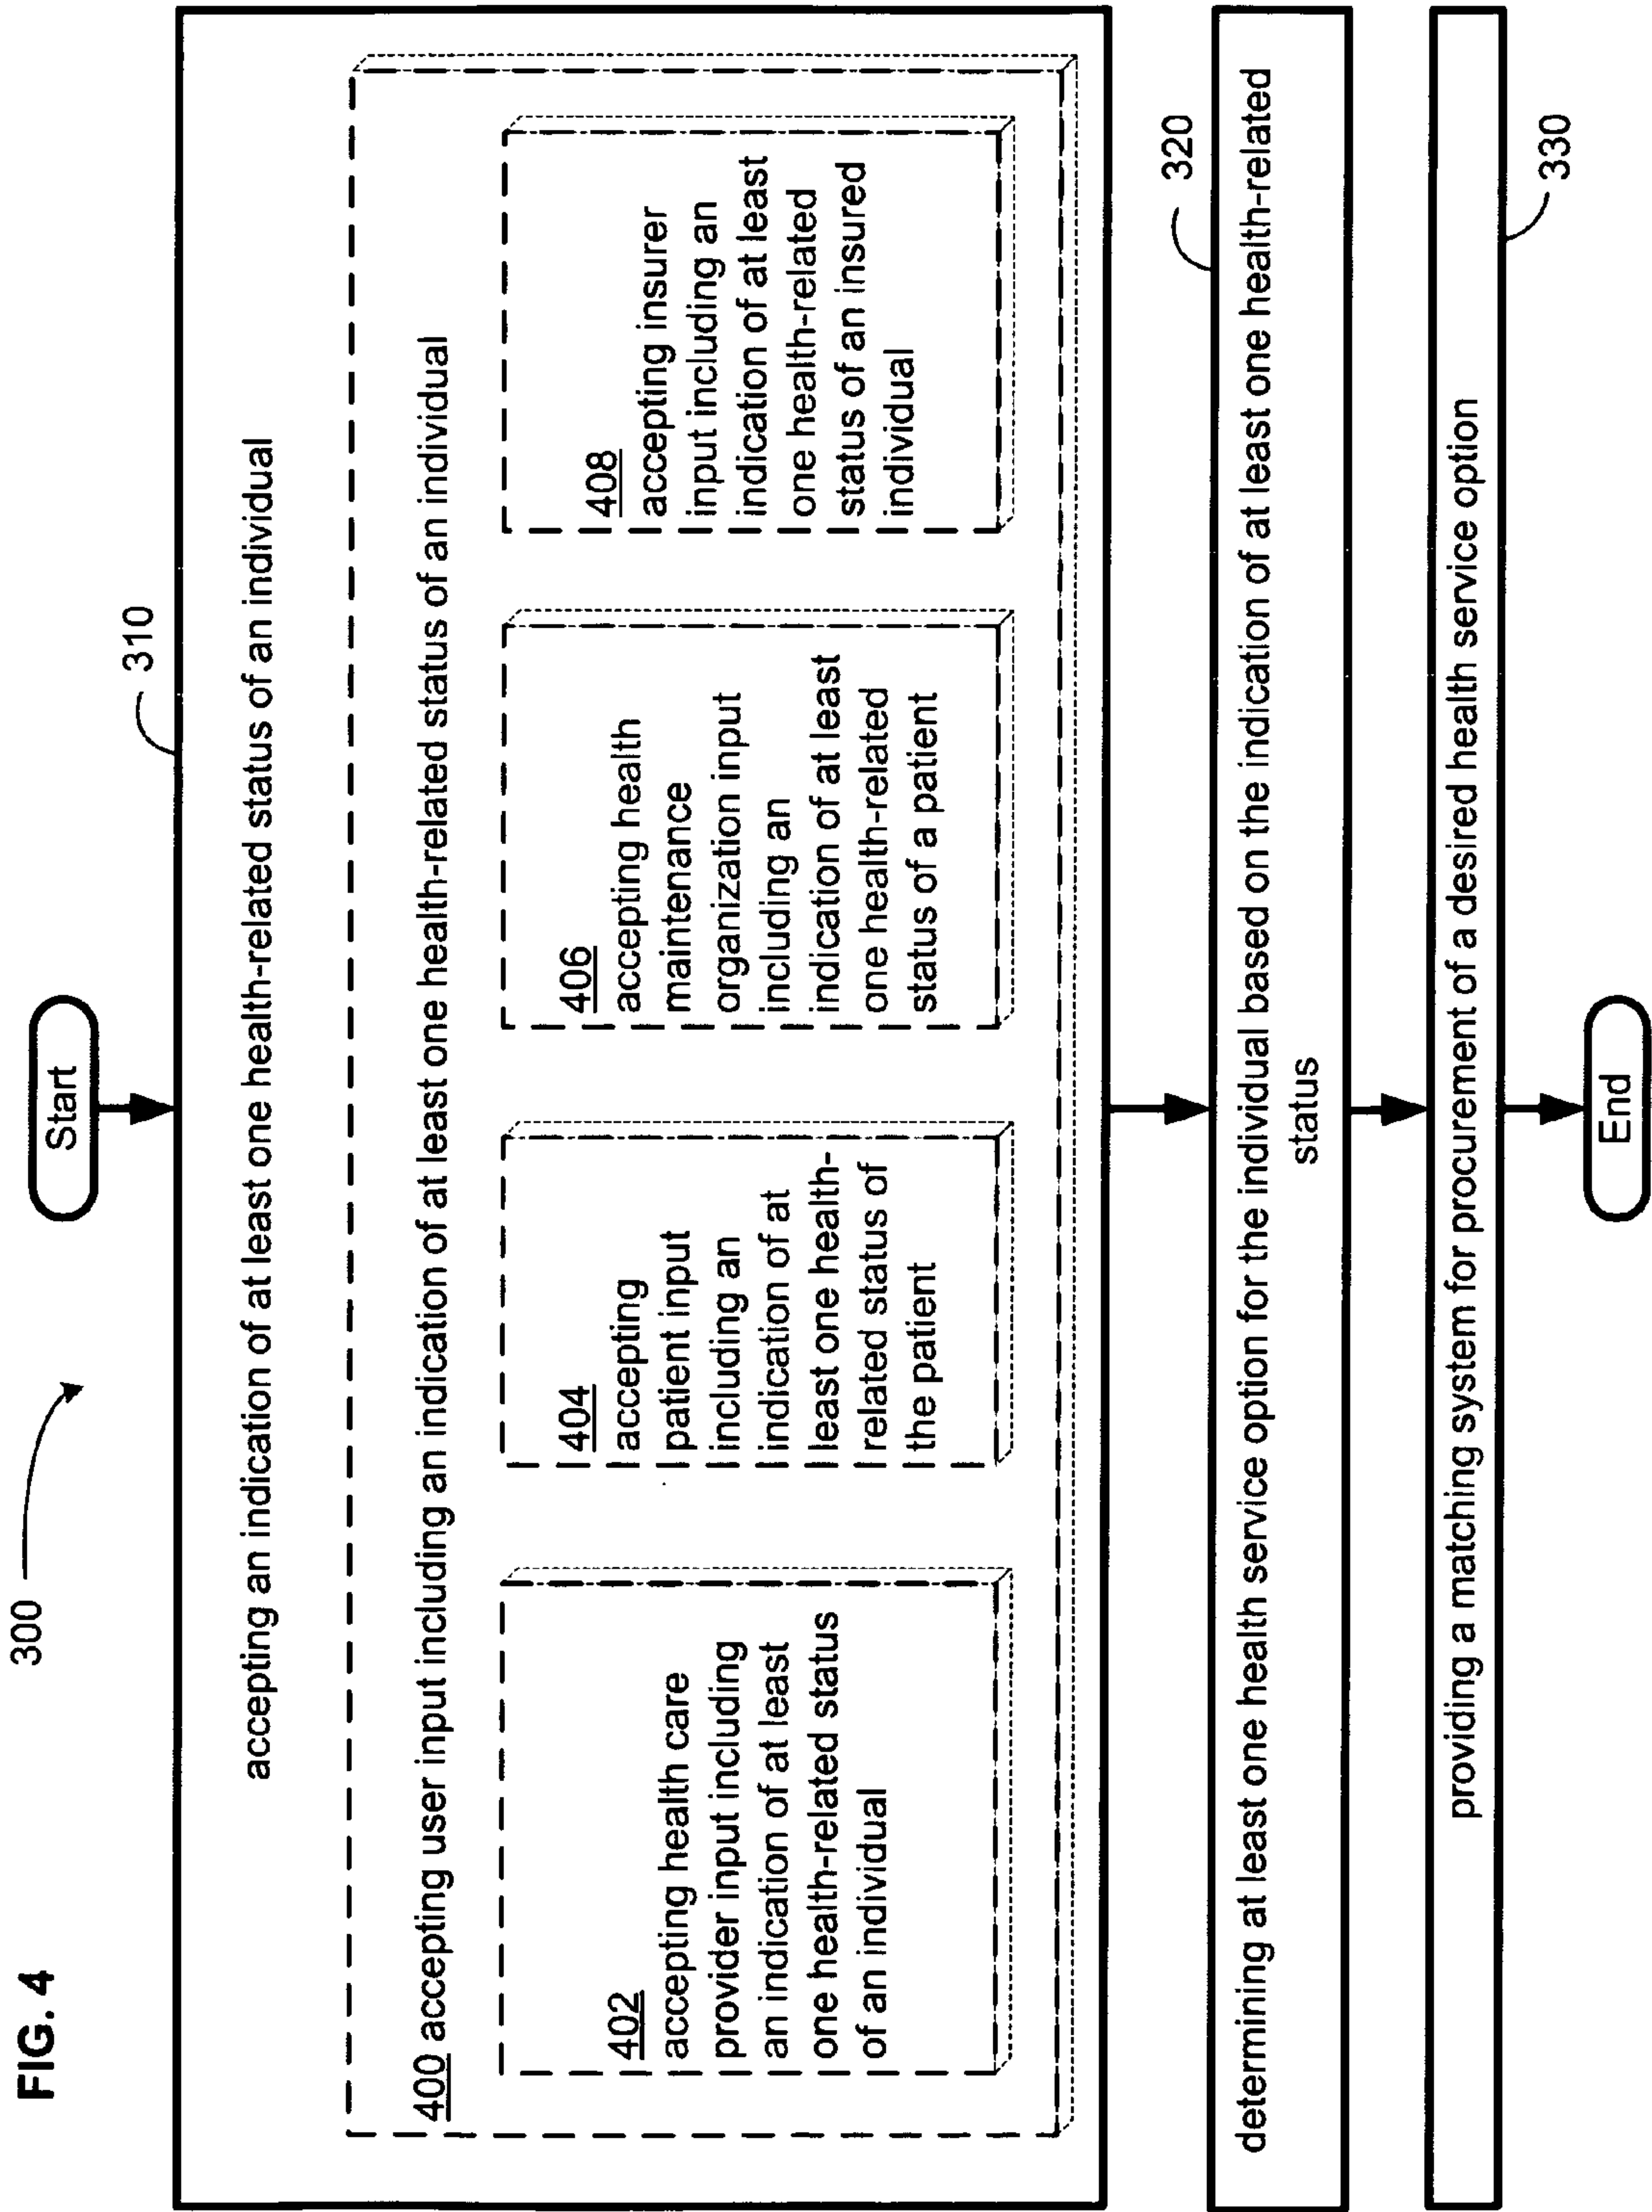 FIG. 4
300
Start
310
accepting an indication of at least one health-related status of an individual
400 accepting user input including an indication of at least one health-related status of an individual
402
accepting health care
provider input including
an indication of at least
one health-related status
of an individual
404
accepting
patient input
including an
indication of at
least one health-
related status of
the patient
406
accepting health
maintenance
organization input
including an
indication of at least
one health-related
status of a patient
408
accepting insurer
input including an
indication of at least
one health-related
status of an insured
individual
320
determining at least one health service option for the individual based on the indication of at least one health-related
status
330
providing a matching system for procurement of a desired health service option
End